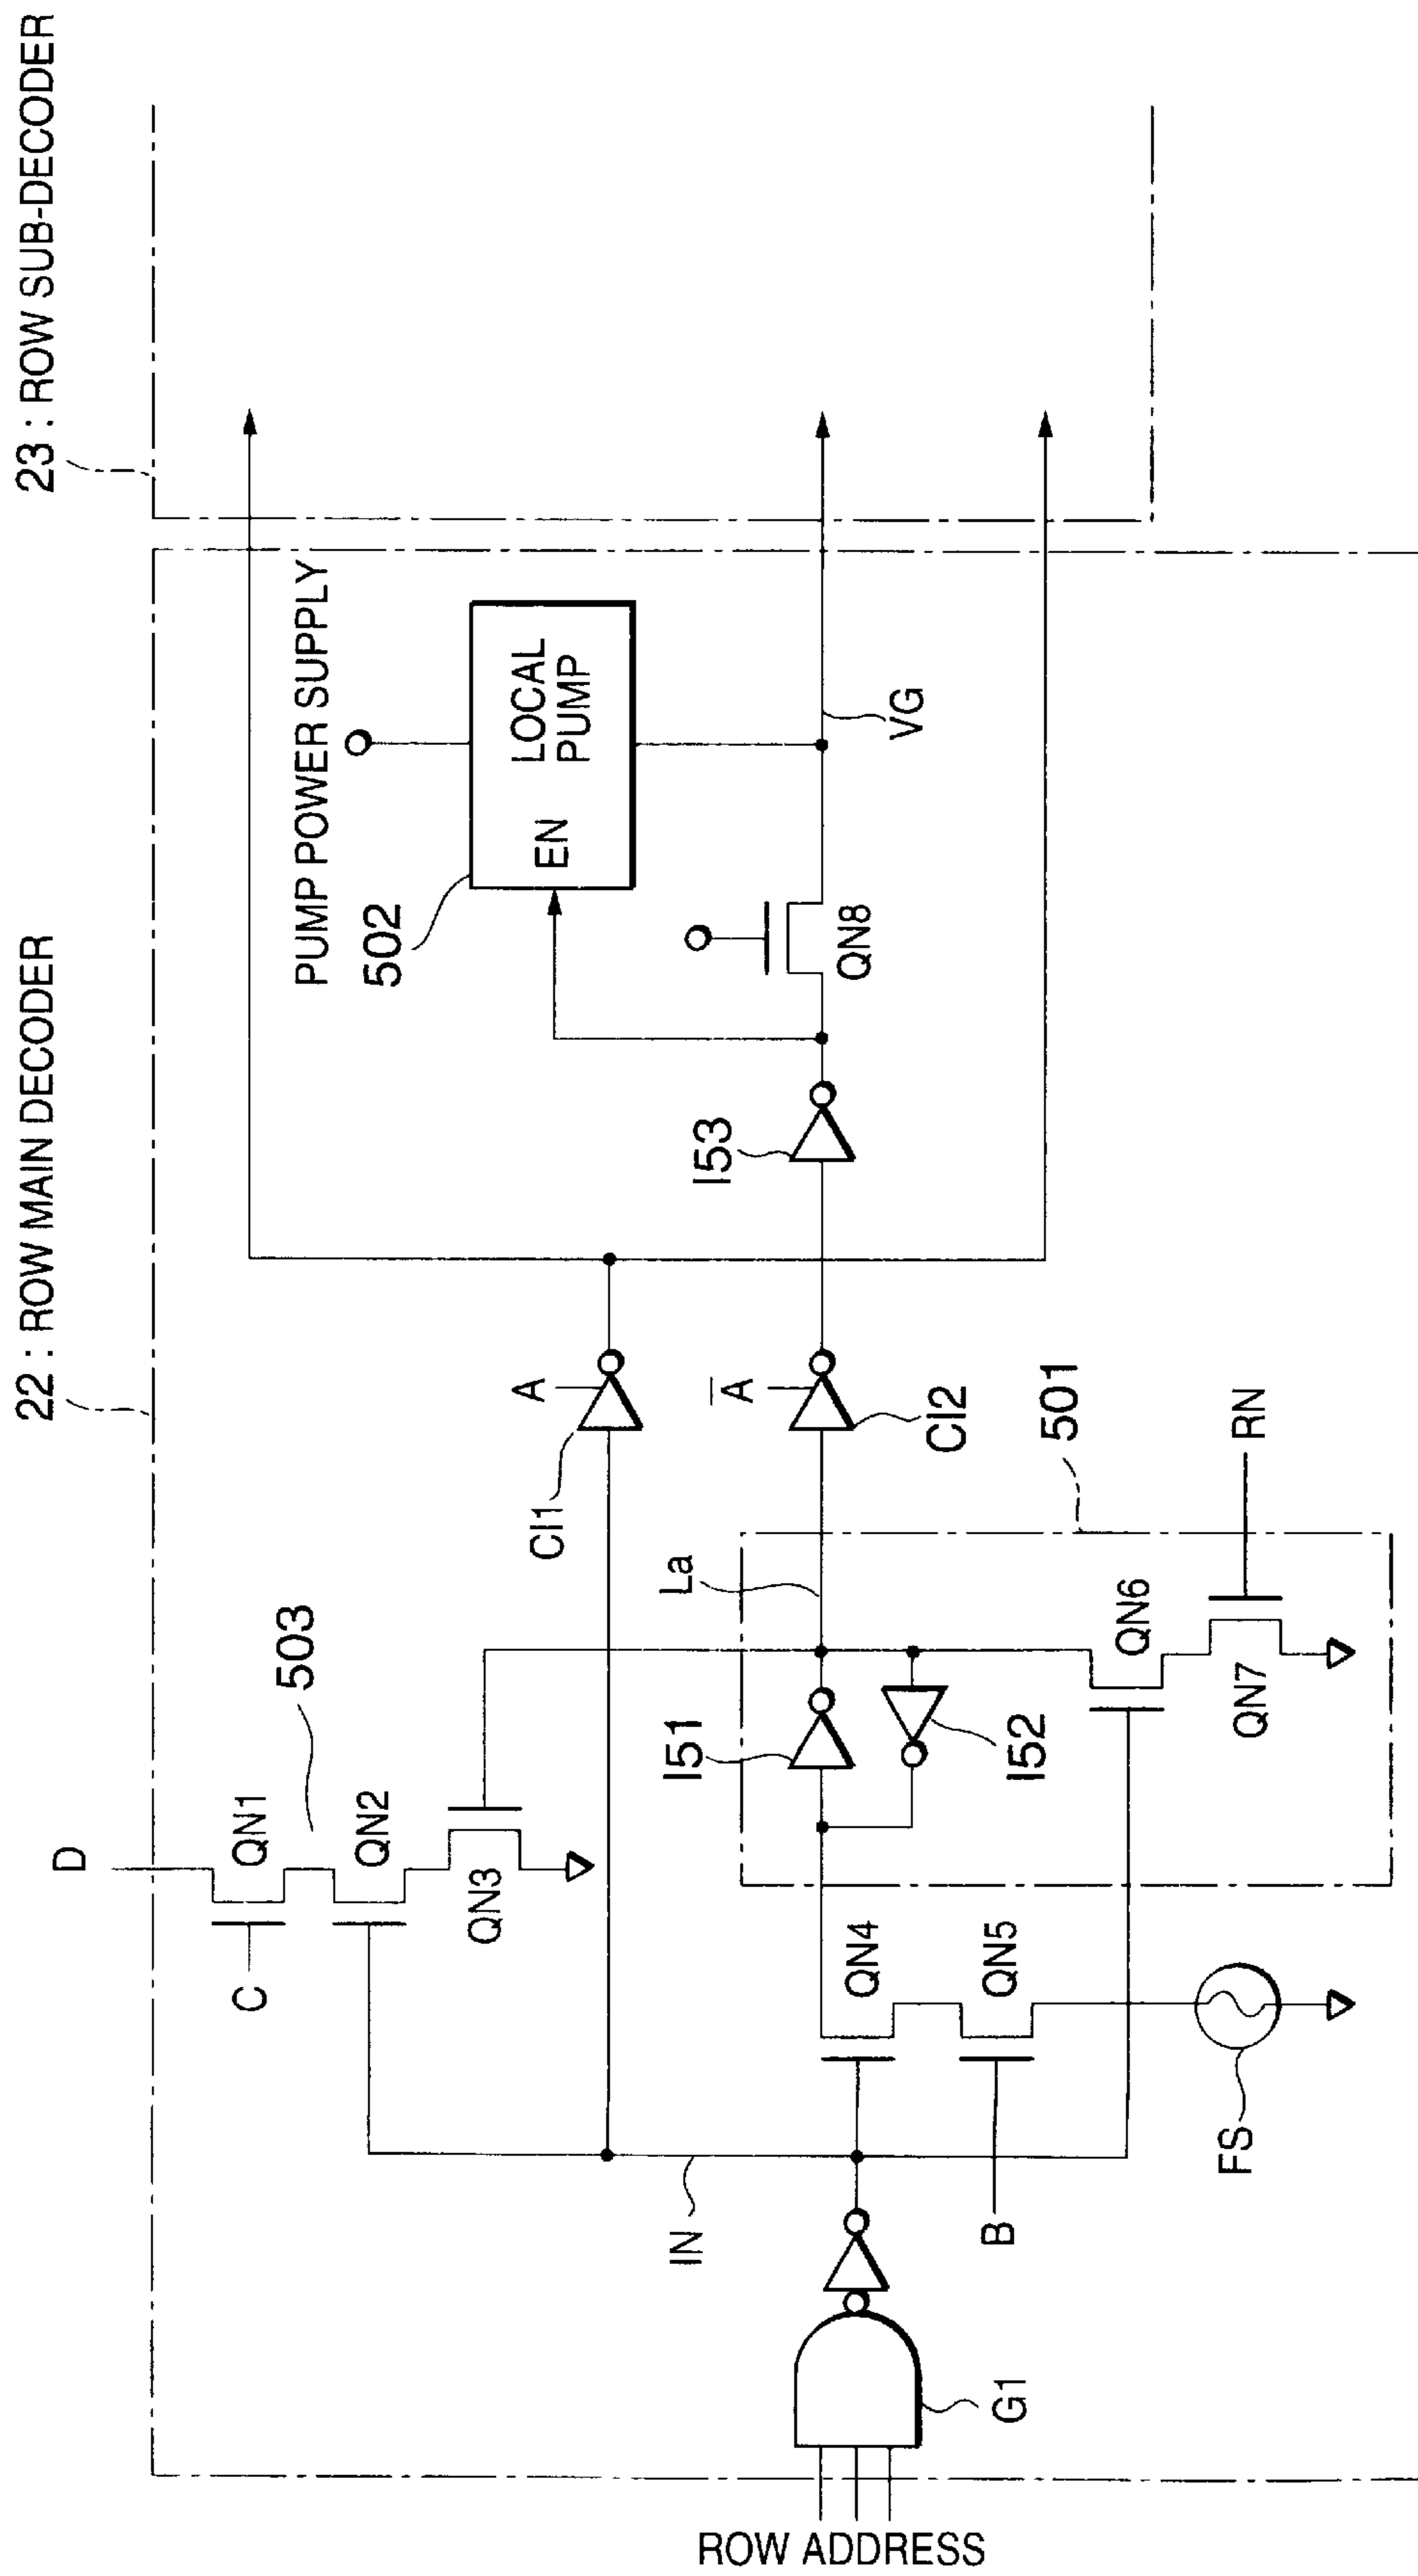 22 : ROW MAIN DECODER
23 : ROW SUB-DECODER
D
C
QN1
503
QN2
QN3
PUMP POWER SUPPLY
502
LOCAL
PUMP
EN
A
CI1
I53
QN8
VG
A̅
CI2
La
501
IN
I51
I52
QN6
RN
QN7
QN4
QN5
B
FS
G1
ROW ADDRESS